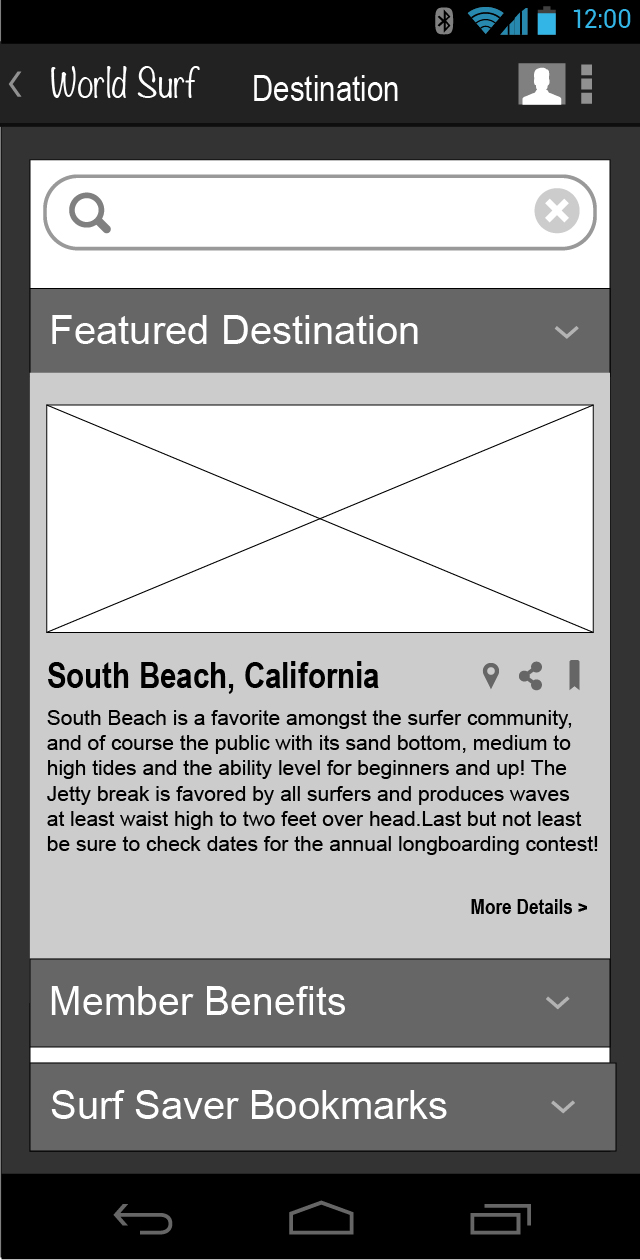 12:00
World Surf Destination
Featured Destination
South Beach, California
South Beach is a favorite amongst the surfer community,
and of course the public with its sand bottom, medium to
high tides and the ability level for beginners and up! The
Jetty break is favored by all surfers and produces waves
at least waist high to two feet over head.Last but not least
be sure to check dates for the annual longboarding contest!
More Details >
Member Benefits
Surf Saver Bookmarks